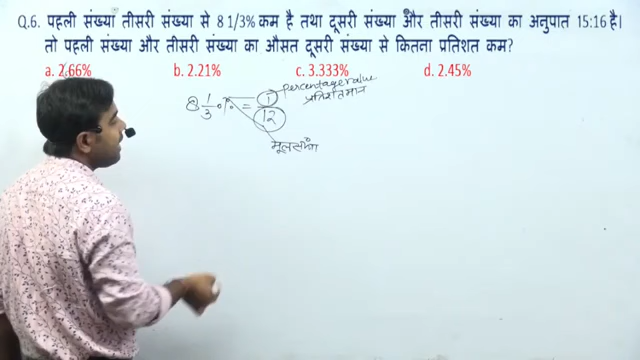 Q.6. पहली संख्या तीसरी संख्या से 8 1/3% कम है तथा दूसरी संख्या और तीसरी संख्या का अनुपात 15:16 है।
तो पहली संख्या और तीसरी संख्या का औसत दूसरी संख्या से कितना प्रतिशत कम?
a. 2.66% b. 2.21% c. 3.333% d. 2.45%
percentage value
प्रतिशतमान
8 1/3 % = 1/12
मूलसंख्या